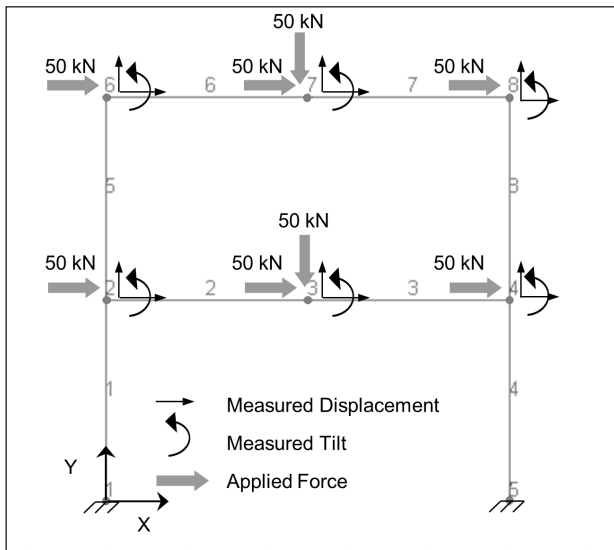 50 kN
50 kN 50 kN 50 kN
6 7 8
6 7
5 8
50 kN
50 kN 50 kN 50 kN
2 3 4
2 3
1 4
Measured Displacement
Measured Tilt
Applied Force
Y
X
1 5